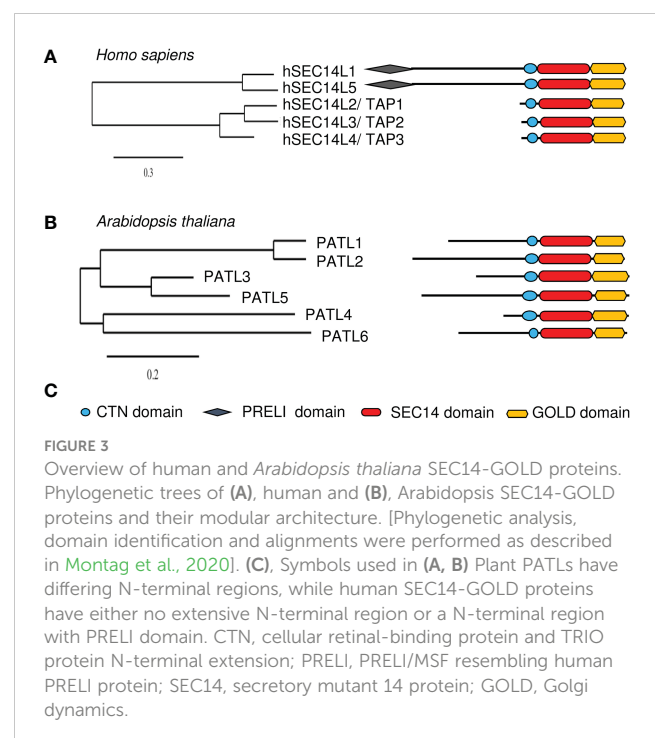 A Homo sapiens
hSEC14L1
hSEC14L5
hSEC14L2/ TAP1
hSEC14L3/ TAP2
hSEC14L4/ TAP3
0.3
B Arabidopsis thaliana
PATL1
PATL2
PATL3
PATL5
PATL4
PATL6
0.2
C
CTN domain PRELI domain SEC14 domain GOLD domain
FIGURE 3
Overview of human and Arabidopsis thaliana SEC14-GOLD proteins.
Phylogenetic trees of (A), human and (B), Arabidopsis SEC14-GOLD
proteins and their modular architecture. [Phylogenetic analysis,
domain identification and alignments were performed as described
in Montag et al., 2020]. (C), Symbols used in (A, B) Plant PATLs have
differing N-terminal regions, while human SEC14-GOLD proteins
have either no extensive N-terminal region or a N-terminal region
with PRELI domain. CTN, cellular retinal-binding protein and TRIO
protein N-terminal extension; PRELI, PRELI/MSF resembling human
PRELI protein; SEC14, secretory mutant 14 protein; GOLD, Golgi
dynamics.